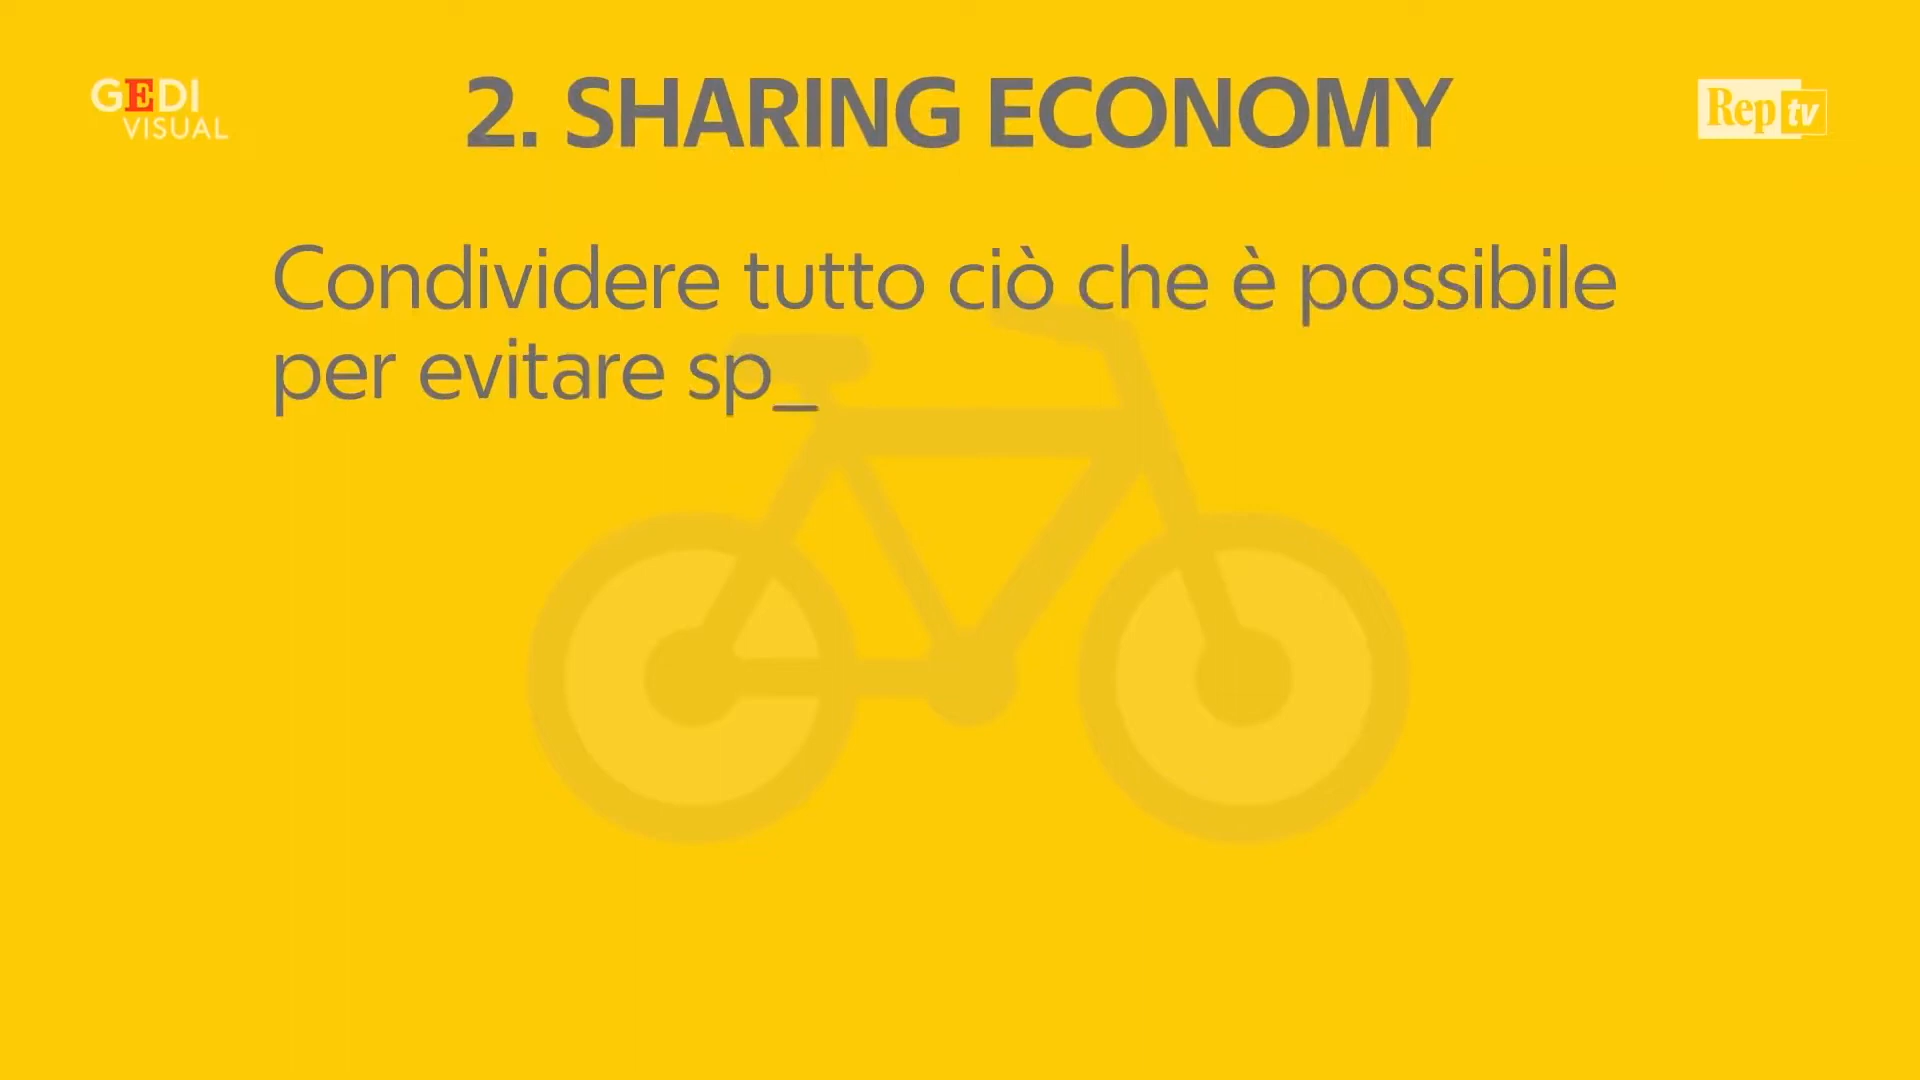 GEDI
VISUAL
2. SHARING ECONOMY
Rep tv
Condividere tutto ciò che è possibile
per evitare sp_